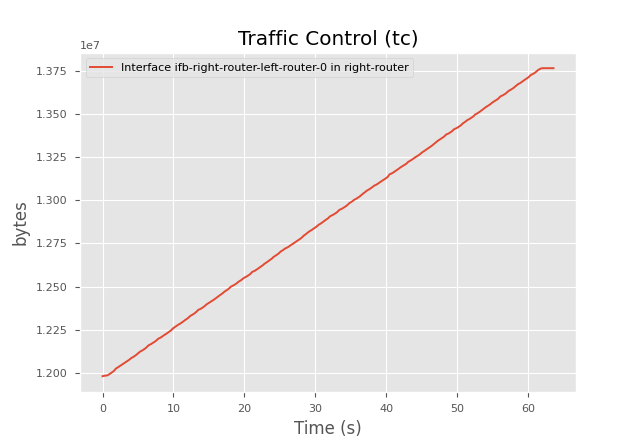 Traffic Control (tc)
1e7
Interface ifb-right-router-left-router-0 in right-router
1.375
1.350
1.325
1.300
1.275
1.250
1.225
1.200
bytes
0 10 20 30 40 50 60
Time (s)